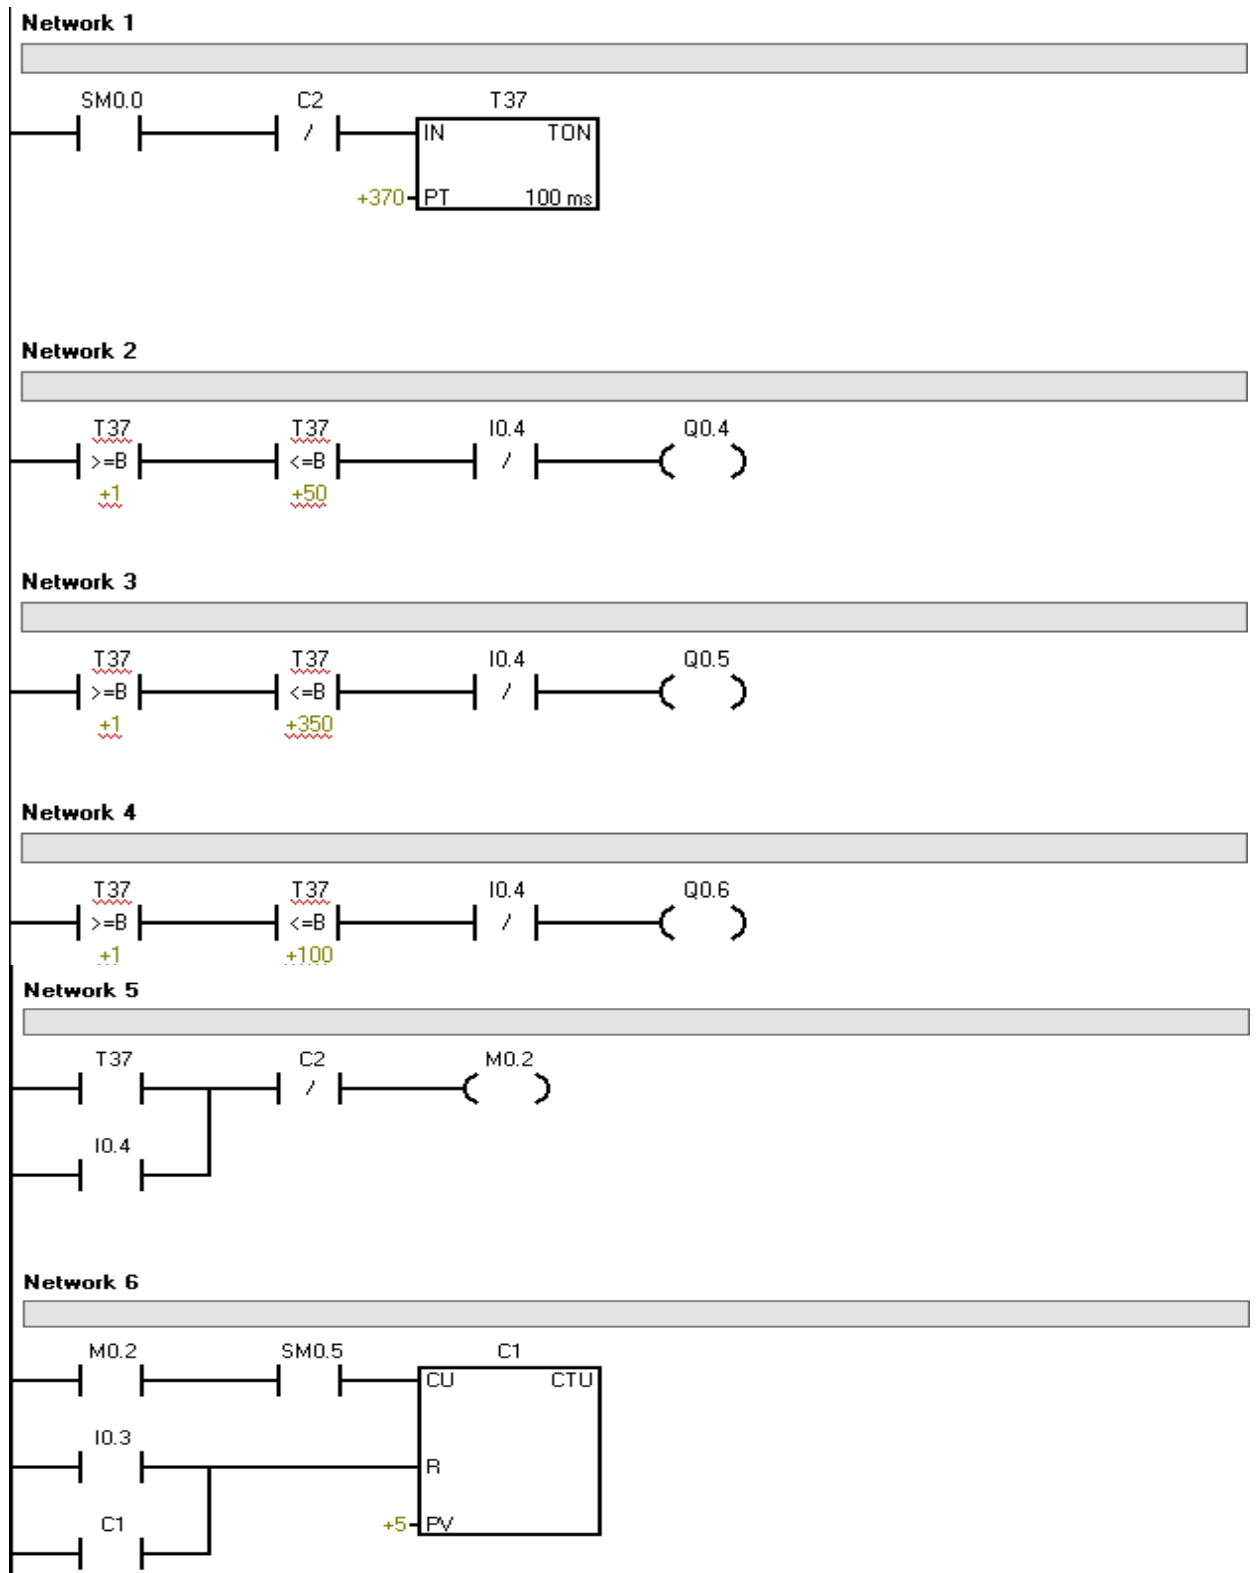 Network 1
SM0.0 C2 T37
/ IN TON
+370 PT 100 ms
Network 2
T37 T37 I0.4 Q0.4
>=B <=B /
+1 +50
Network 3
T37 T37 I0.4 Q0.5
>=B <=B /
+1 +350
Network 4
T37 T37 I0.4 Q0.6
>=B <=B /
+1 +100
Network 5
T37 C2 M0.2
/
I0.4
Network 6
M0.2 SM0.5 C1
CU CTU
I0.3
R
C1
+5 PV